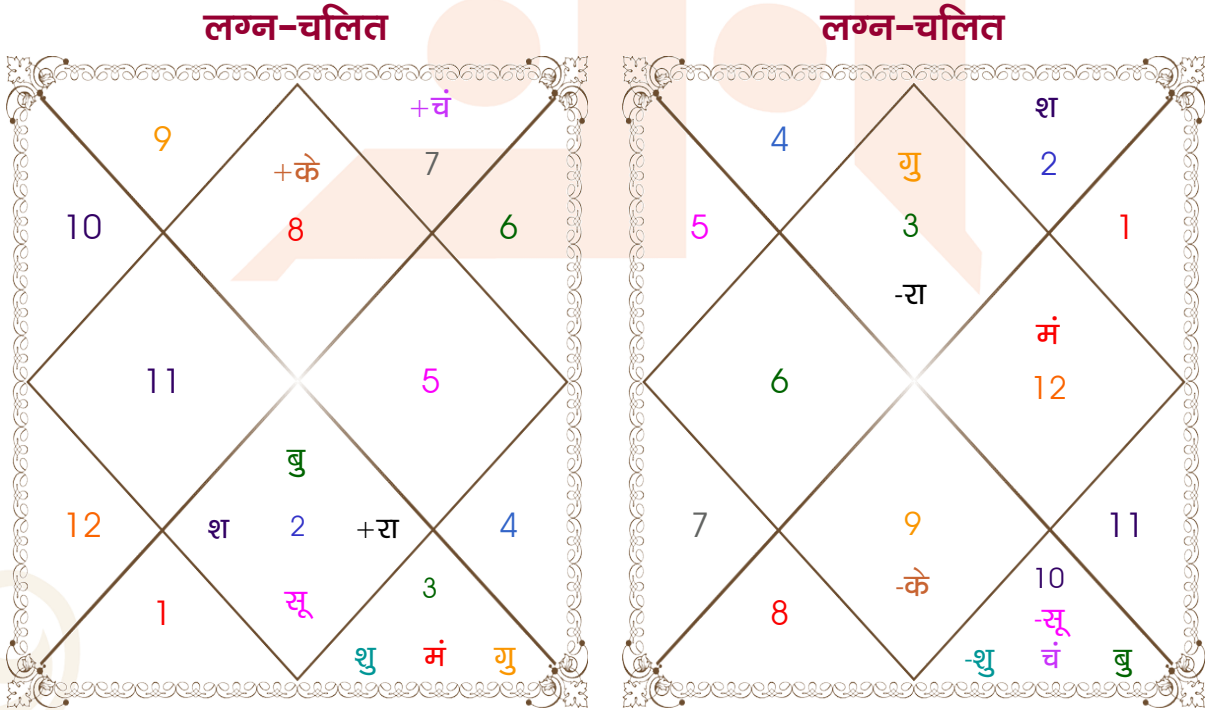 लग्न-चलित
+चं
9
7
+के
10
8
6
11
5
बु
12
श
2
+रा
4
3
सू
1
शु
मं
गु
लग्न-चलित
श
4
गु
2
5
3
1
-रा
मं
6
12
7
9
11
10
-के
8
-सू
-शु
चं
बु